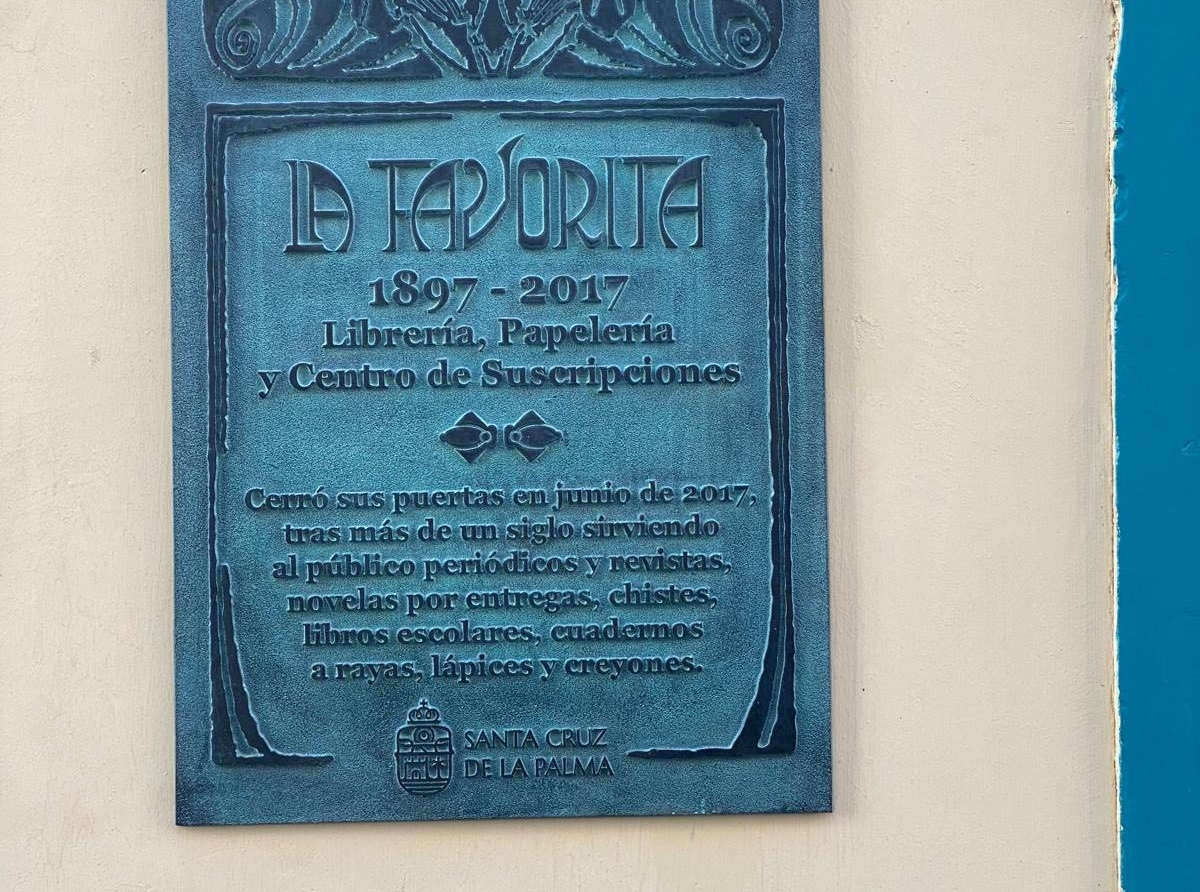 LA FAVORITA
1897 - 2017
Librería, Papelería
y Centro de Suscripciones
Cerró sus puertas en junio de 2017,
tras más de un siglo sirviendo
al público periódicos y revistas,
novelas por entregas, chistes,
libros escolares, cuadernos
a rayas, lápices y creyones.
SANTA CRUZ
DE LA PALMA